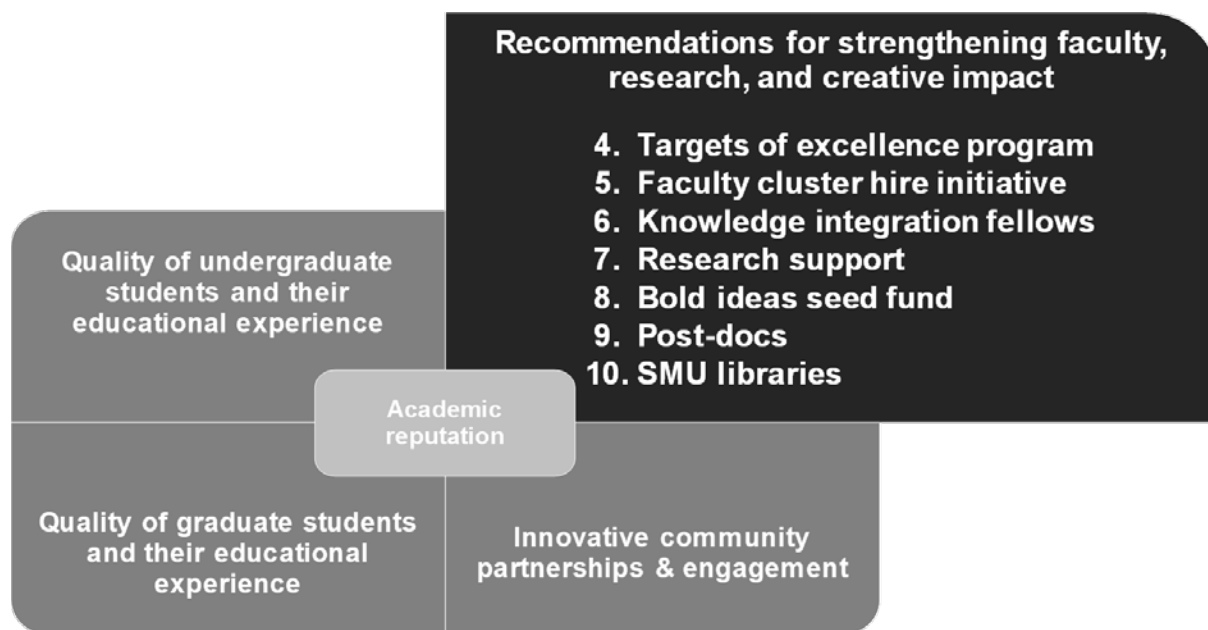 Recommendations for strengthening faculty,
research, and creative impact
4. Targets of excellence program
5. Faculty cluster hire initiative
6. Knowledge integration fellows
7. Research support
8. Bold ideas seed fund
9. Post-docs
10. SMU libraries
Quality of undergraduate
students and their
educational experience
Academic
reputation
Quality of graduate students
and their educational
experience
Innovative community
partnerships & engagement